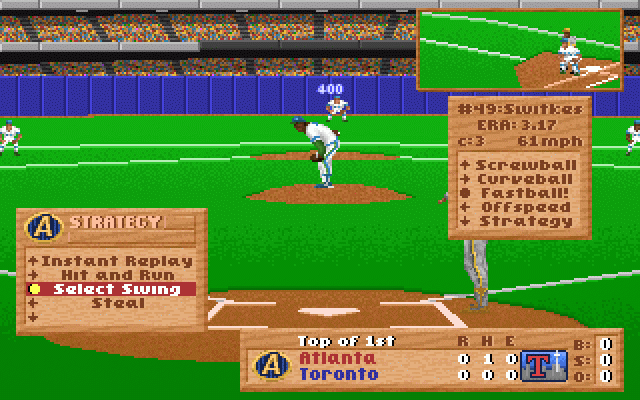 400
#49:Switkes
ERA:3.17
c:3 61mph
Screwball
Curveball
Fastball!
Offspeed
Strategy
A STRATEGY
Instant Replay
Hit and Run
Select Swing
Steal
Top of 1st R H E
A Atlanta 0 1 0
Toronto 0 0 0
T
B: 0
S: 0
O: 0